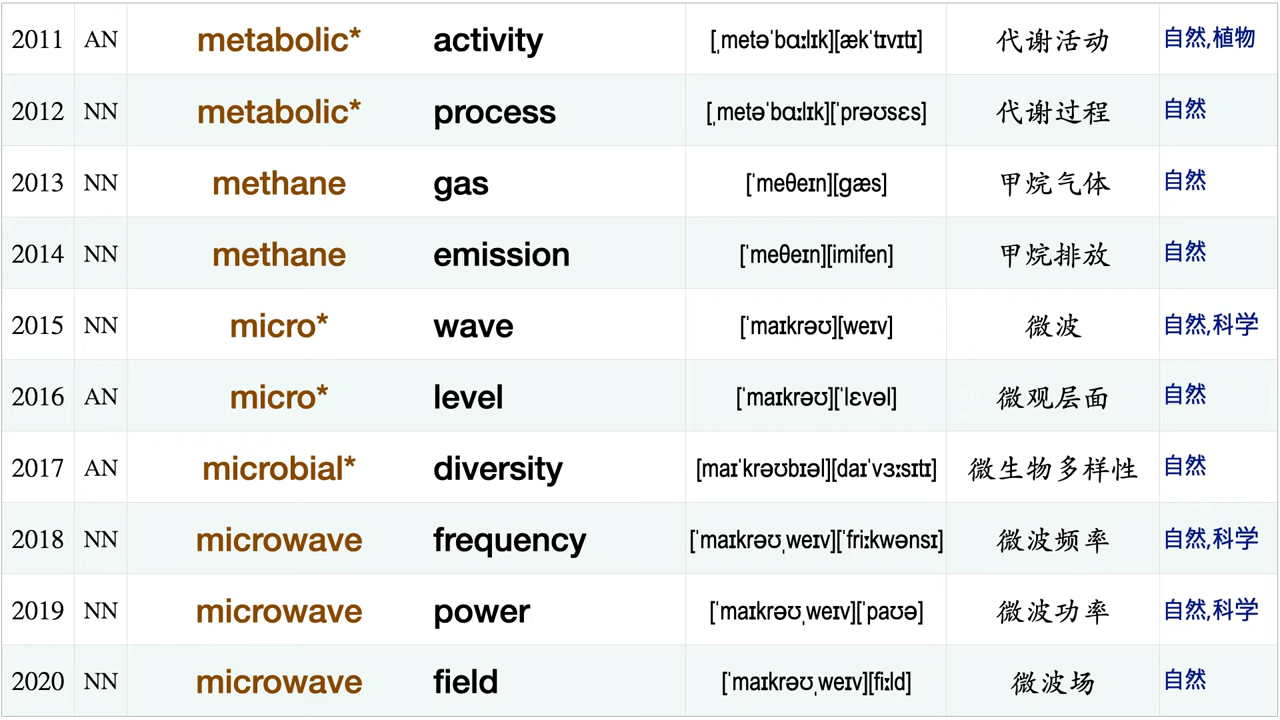 2011 AN metabolic* activity [ˌmetəˈbɑːlɪk][ækˈtɪvɪtɪ] 代谢活动 自然,植物
2012 NN metabolic* process [ˌmetəˈbɑːlɪk][ˈprəʊsɛs] 代谢过程 自然
2013 NN methane gas [ˈmeθeɪn][gæs] 甲烷气体 自然
2014 NN methane emission [ˈmeθeɪn][imifen] 甲烷排放 自然
2015 NN micro* wave [ˈmaɪkrəʊ][weɪv] 微波 自然,科学
2016 AN micro* level [ˈmaɪkrəʊ][ˈlɛvəl] 微观层面 自然
2017 AN microbial* diversity [maɪˈkrəʊbɪəl][daɪˈvɜːsɪtɪ] 微生物多样性 自然
2018 NN microwave frequency [ˈmaɪkrəʊˌweɪv][ˈfriːkwənsɪ] 微波频率 自然,科学
2019 NN microwave power [ˈmaɪkrəʊˌweɪv][ˈpaʊə] 微波功率 自然,科学
2020 NN microwave field [ˈmaɪkrəʊˌweɪv][fiːld] 微波场 自然